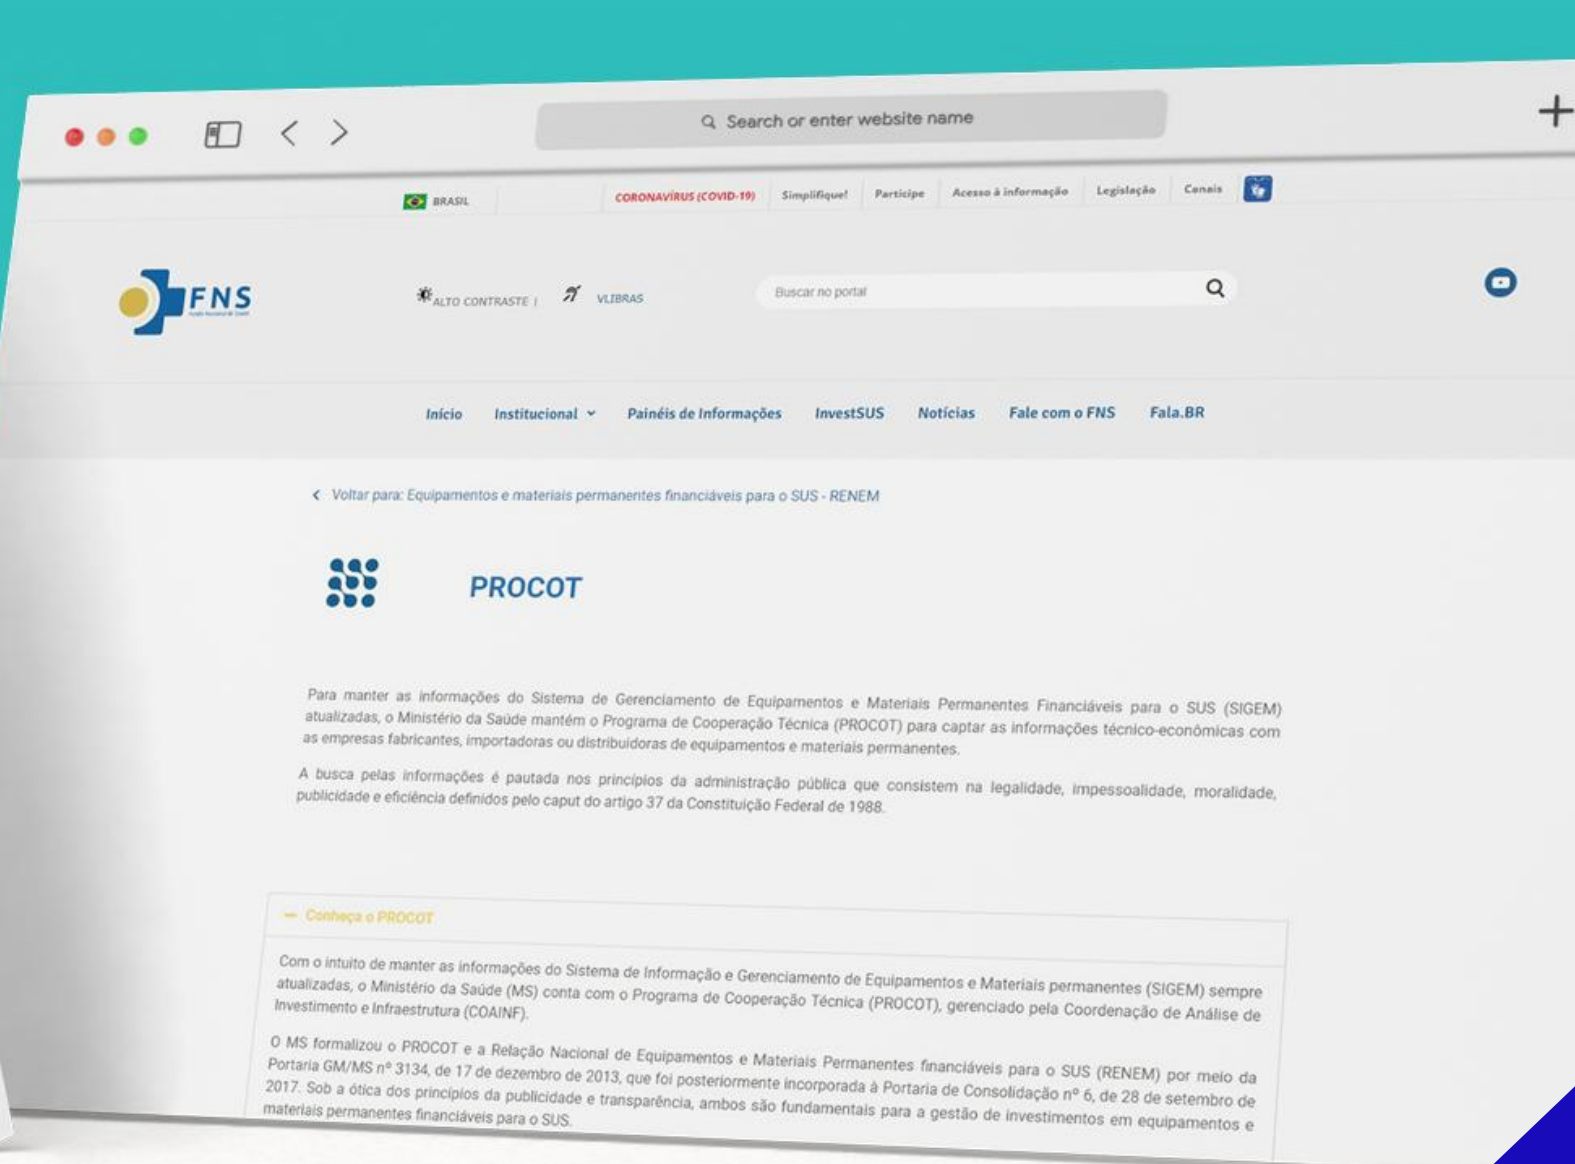 Search or enter website name
BRASIL
CORONAVÍRUS (COVID-19) Simplifique! Participe Acesso à informação Legislação Canais
FNS
Fundo Nacional de Saúde
ALTO CONTRASTE |
VLIBRAS
Buscar no portal
Início Institucional Painéis de Informações InvestSUS Notícias Fale com o FNS Fala.BR
Voltar para: Equipamentos e materiais permanentes financiáveis para o SUS - RENEM
PROCOT
Para manter as informações do Sistema de Gerenciamento de Equipamentos e Materiais Permanentes Financiáveis para o SUS (SIGEM)
atualizadas, o Ministério da Saúde mantém o Programa de Cooperação Técnica (PROCOT) para captar as informações técnico-econômicas com
as empresas fabricantes, importadoras ou distribuidoras de equipamentos e materiais permanentes.
A busca pelas informações é pautada nos princípios da administração pública que consistem na legalidade, impessoalidade, moralidade,
publicidade e eficiência definidos pelo caput do artigo 37 da Constituição Federal de 1988.
Conheça o PROCOT
Com o intuito de manter as informações do Sistema de Informação e Gerenciamento de Equipamentos e Materiais permanentes (SIGEM) sempre
atualizadas, o Ministério da Saúde (MS) conta com o Programa de Cooperação Técnica (PROCOT), gerenciado pela Coordenação de Análise de
Investimento e Infraestrutura (COAINF).
O MS formalizou o PROCOT e a Relação Nacional de Equipamentos e Materiais Permanentes financiáveis para o SUS (RENEM) por meio da
Portaria GM/MS nº 3134, de 17 de dezembro de 2013, que foi posteriormente incorporada à Portaria de Consolidação nº 6, de 28 de setembro de
2017. Sob a ótica dos princípios da publicidade e transparência, ambos são fundamentais para a gestão de investimentos em equipamentos e
materiais permanentes financiáveis para o SUS.